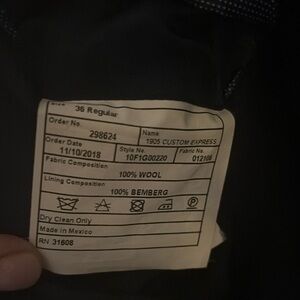 Size 36 Regular
Order No. 298624 Name 1905 CUSTOM EXPRESS
Order Date 11/10/2018 Style No. 10F1G00220 Fabric No.
Fabric Composition
100% WOOL
Lining Composition
100% BEMBERG
Dry Clean Only
Made in Mexico
RN 31608